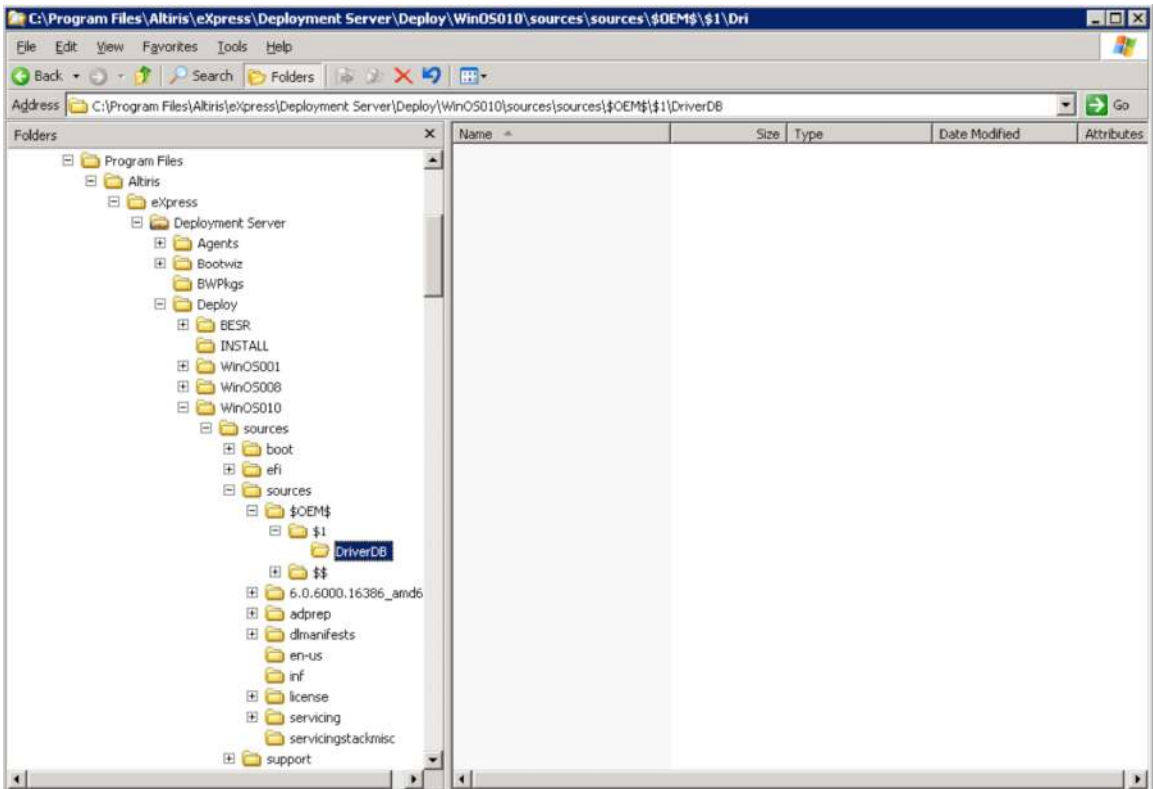 C:\Program Files\Altiris\eXpress\Deployment Server\Deploy\WinOS010\sources\sources\$OEM$\$1\Dri
File Edit View Favorites Tools Help
Back Search Folders
Address C:\Program Files\Altiris\eXpress\Deployment Server\Deploy\WinOS010\sources\sources\$OEM$\$1\DriverDB Go
Folders Name Size Type Date Modified Attributes
Program Files
Altiris
eXpress
Deployment Server
Agents
Bootwiz
BWPkgs
Deploy
BESR
INSTALL
WinOS001
WinOS008
WinOS010
sources
boot
efi
sources
$OEM$
$1
DriverDB
$$
6.0.6000.16386_amd6
adprep
dlmanifests
en-us
inf
license
servicing
servicingstackmisc
support